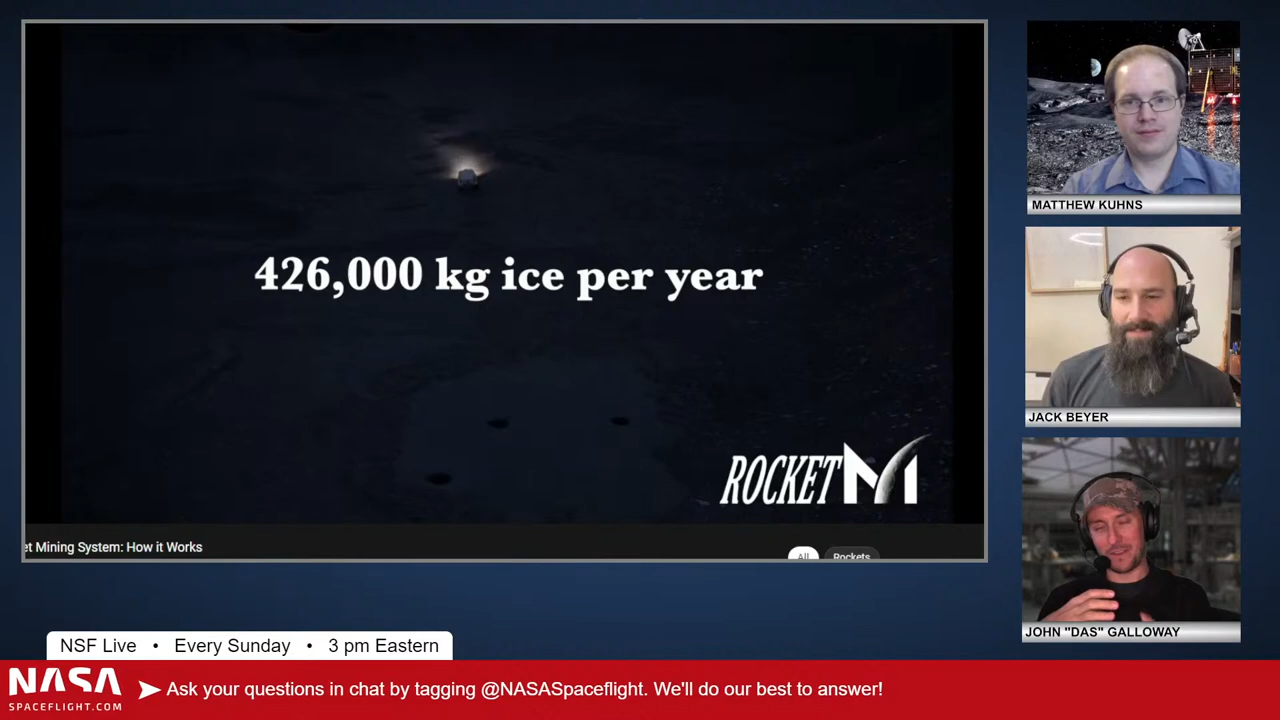 426,000 kg ice per year
ROCKET M
et Mining System: How it Works
All
Rockets
MATTHEW KUHNS
JACK BEYER
JOHN "DAS" GALLOWAY
NSF Live • Every Sunday • 3 pm Eastern
NASA
SPACEFLIGHT.COM
Ask your questions in chat by tagging @NASASpaceflight. We'll do our best to answer!